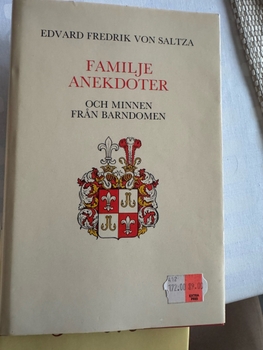 EDVARD FREDRIK VON SALTZA
FAMILJE
ANEKDOTER
OCH MINNEN
FRÅN BARNDOMEN